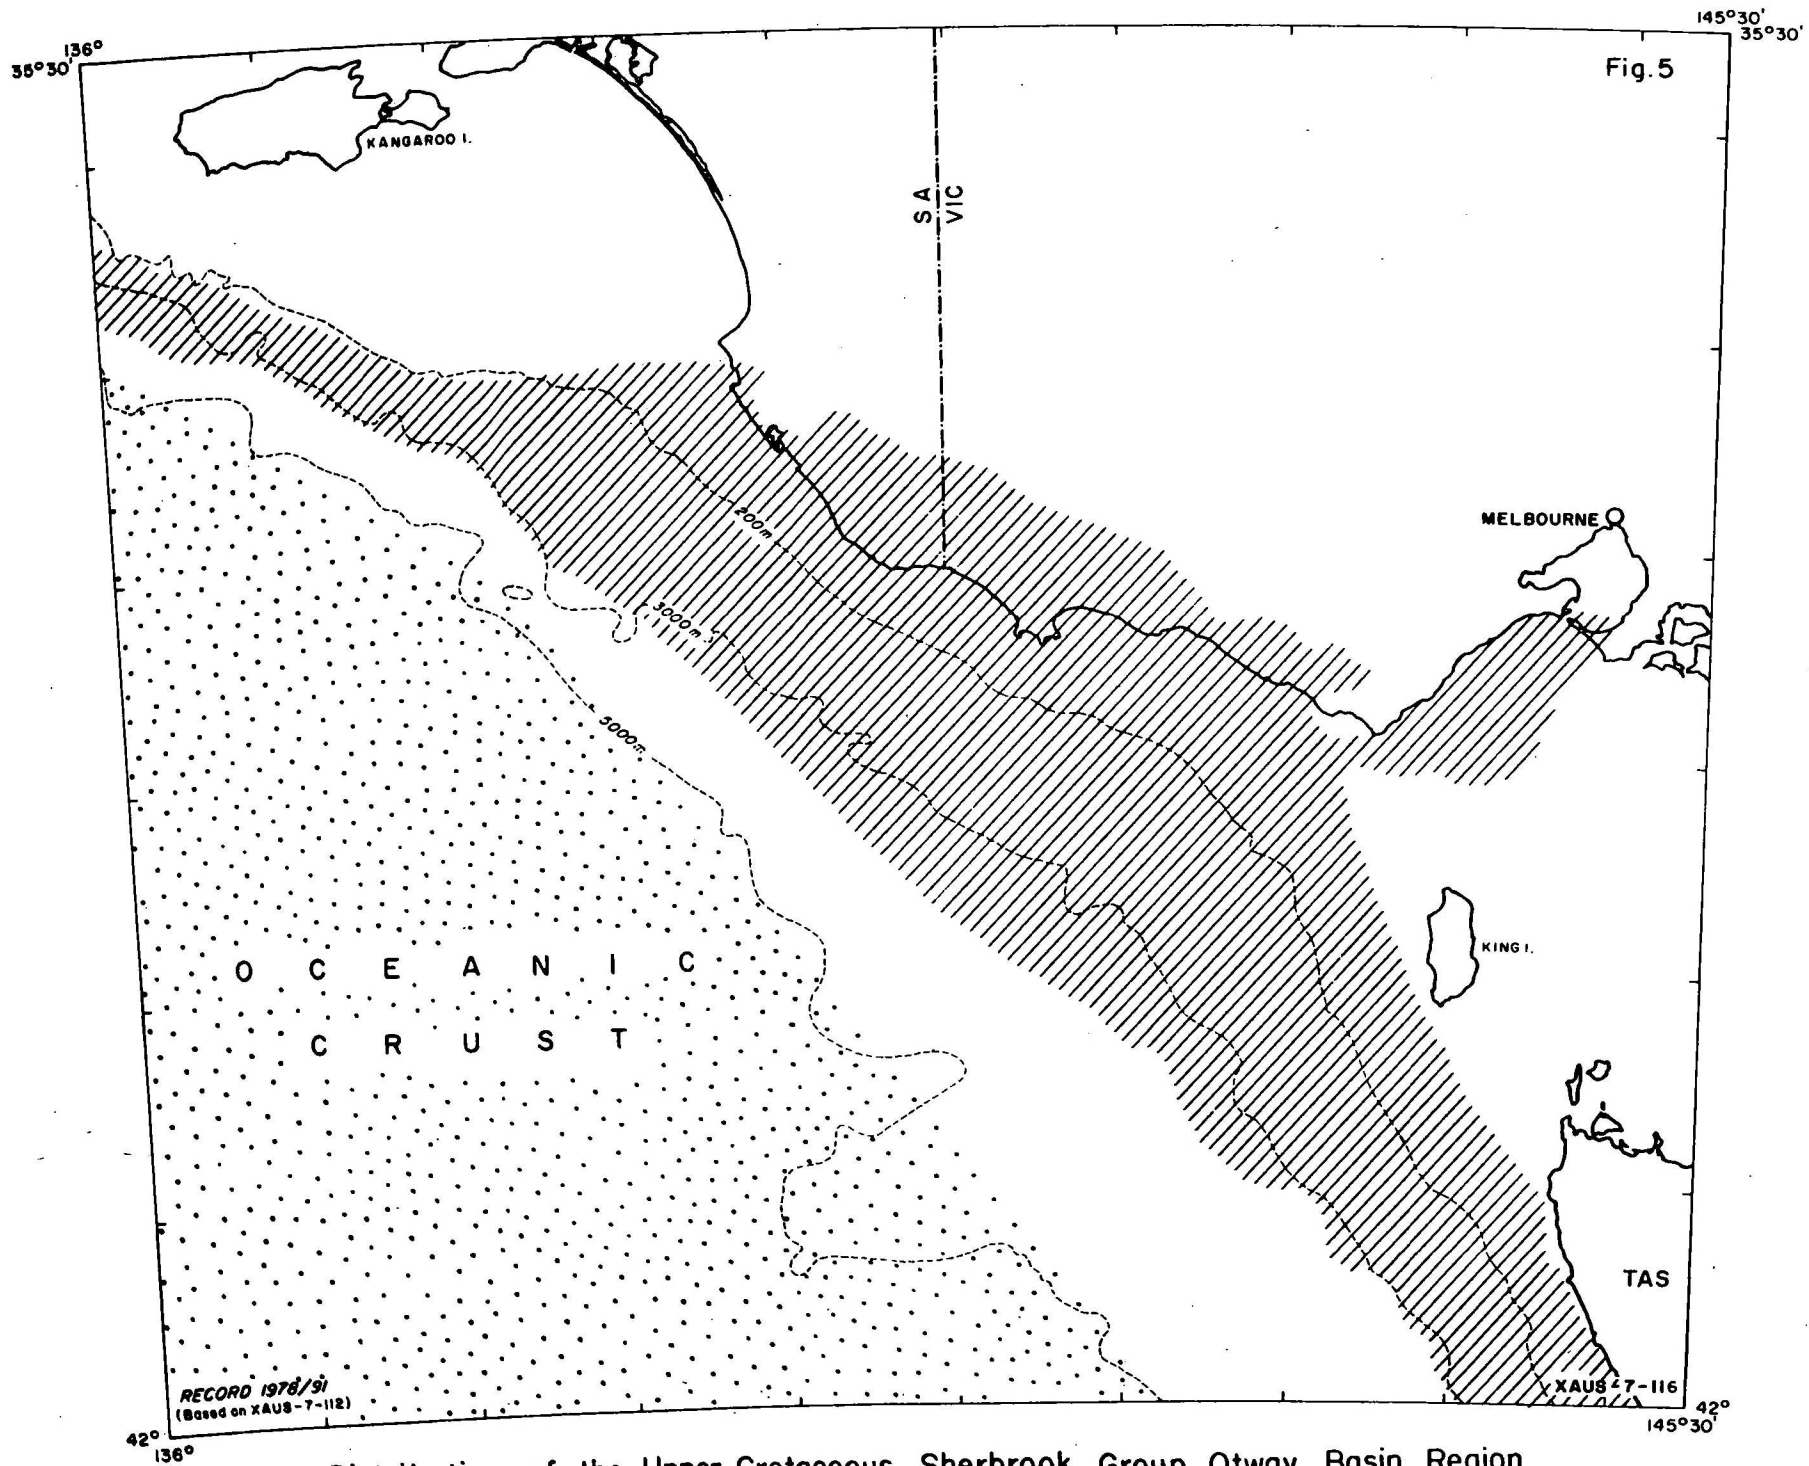 136°
35°30'
145°30'
35°30'
Fig. 5
KANGAROO I.
SA
VIC
MELBOURNE
200m
3000m
5000m
OCEANIC
CRUST
KING I.
TAS
RECORD 1978/91
(Based on XAUS-7-112)
XAUS-7-116
42°
136°
42°
145°30'
of the Upper Cretaceous Sherbrook Group, Otway Basin Region